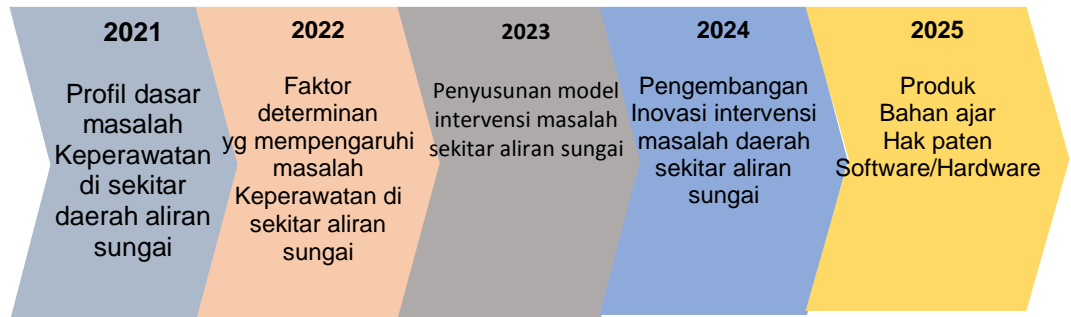 2021
Profil dasar
masalah
Keperawatan
di sekitar
daerah aliran
sungai
2022
Faktor
determinan
yg mempengaruhi
masalah
Keperawatan di
sekitar aliran
sungai
2023
Penyusunan model
intervensi masalah
sekitar aliran sungai
2024
Pengembangan
Inovasi intervensi
masalah daerah
sekitar aliran
sungai
2025
Produk
Bahan ajar
Hak paten
Software/Hardware